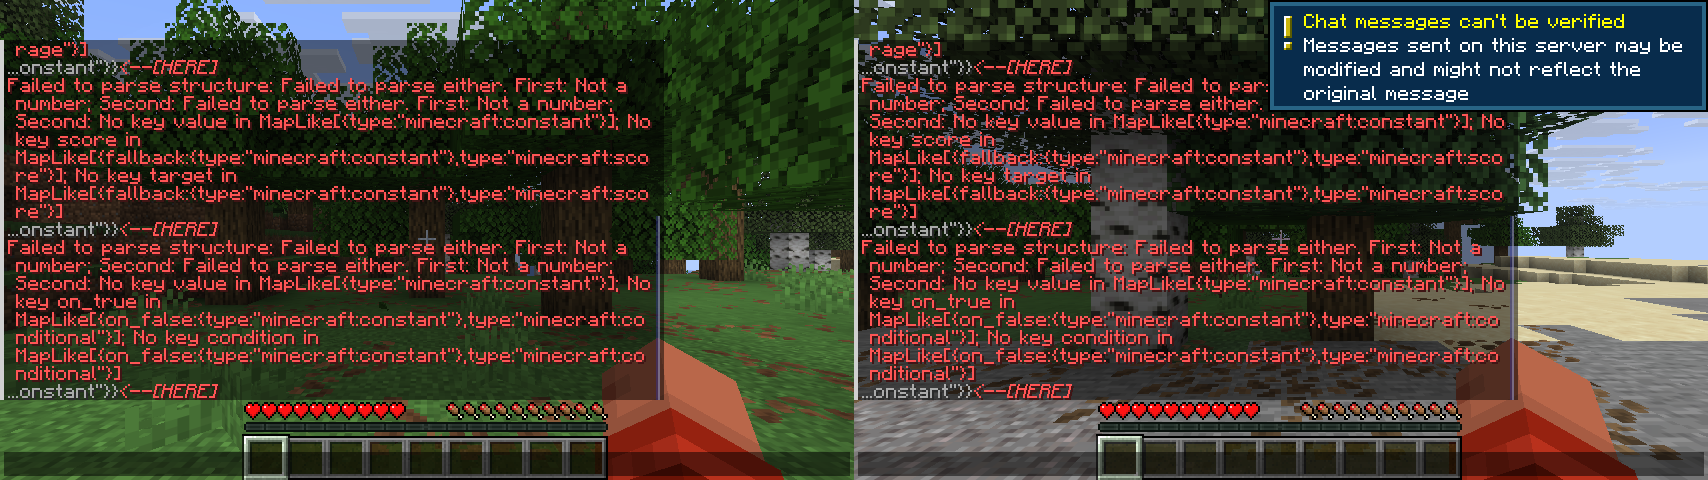 rage"}]
...onstant"}}<--[HERE]
Failed to parse structure: Failed to parse either. First: Not a
number; Second: Failed to parse either. First: Not a number;
Second: No key value in MapLike[{type:"minecraft:constant"}]; No
key score in
MapLike[{fallback:{type:"minecraft:constant"},type:"minecraft:sco
re"}]; No key target in
MapLike[{fallback:{type:"minecraft:constant"},type:"minecraft:sco
re"}]
...onstant"}}<--[HERE]
Failed to parse structure: Failed to parse either. First: Not a
number; Second: Failed to parse either. First: Not a number;
Second: No key value in MapLike[{type:"minecraft:constant"}]; No
key on_true in
MapLike[{on_false:{type:"minecraft:constant"},type:"minecraft:co
nditional"}]; No key condition in
MapLike[{on_false:{type:"minecraft:constant"},type:"minecraft:co
nditional"}]
...onstant"}}<--[HERE]
Chat messages can't be verified
Messages sent on this server may be
modified and might not reflect the
original message
rage"}]
...onstant"}}<--[HERE]
Failed to parse structure: Failed to par
number; Second: Failed to parse either.
Second: No key value in MapLike[{type:"minecraft:constant"}]; No
key score in
MapLike[{fallback:{type:"minecraft:constant"},type:"minecraft:sco
re"}]; No key target in
MapLike[{fallback:{type:"minecraft:constant"},type:"minecraft:sco
re"}]
...onstant"}}<--[HERE]
Failed to parse structure: Failed to parse either. First: Not a
number; Second: Failed to parse either. First: Not a number;
Second: No key value in MapLike[{type:"minecraft:constant"}]; No
key on_true in
MapLike[{on_false:{type:"minecraft:constant"},type:"minecraft:co
nditional"}]; No key condition in
MapLike[{on_false:{type:"minecraft:constant"},type:"minecraft:co
nditional"}]
...onstant"}}<--[HERE]